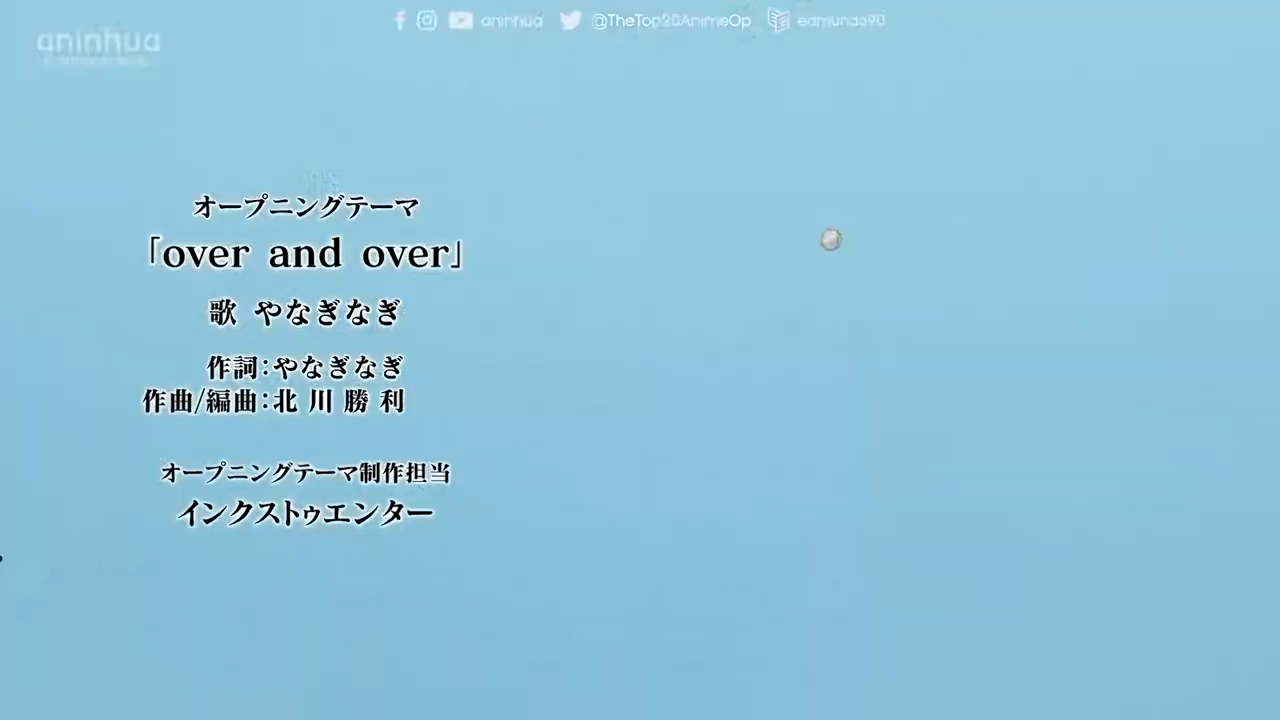 aninhua @TheTop20AnimeOp edmundo90
aninhua
オープニングテーマ
「over and over」
歌 やなぎなぎ
作詞:やなぎなぎ
作曲/編曲:北川勝利
オープニングテーマ制作担当
インクストゥエンター